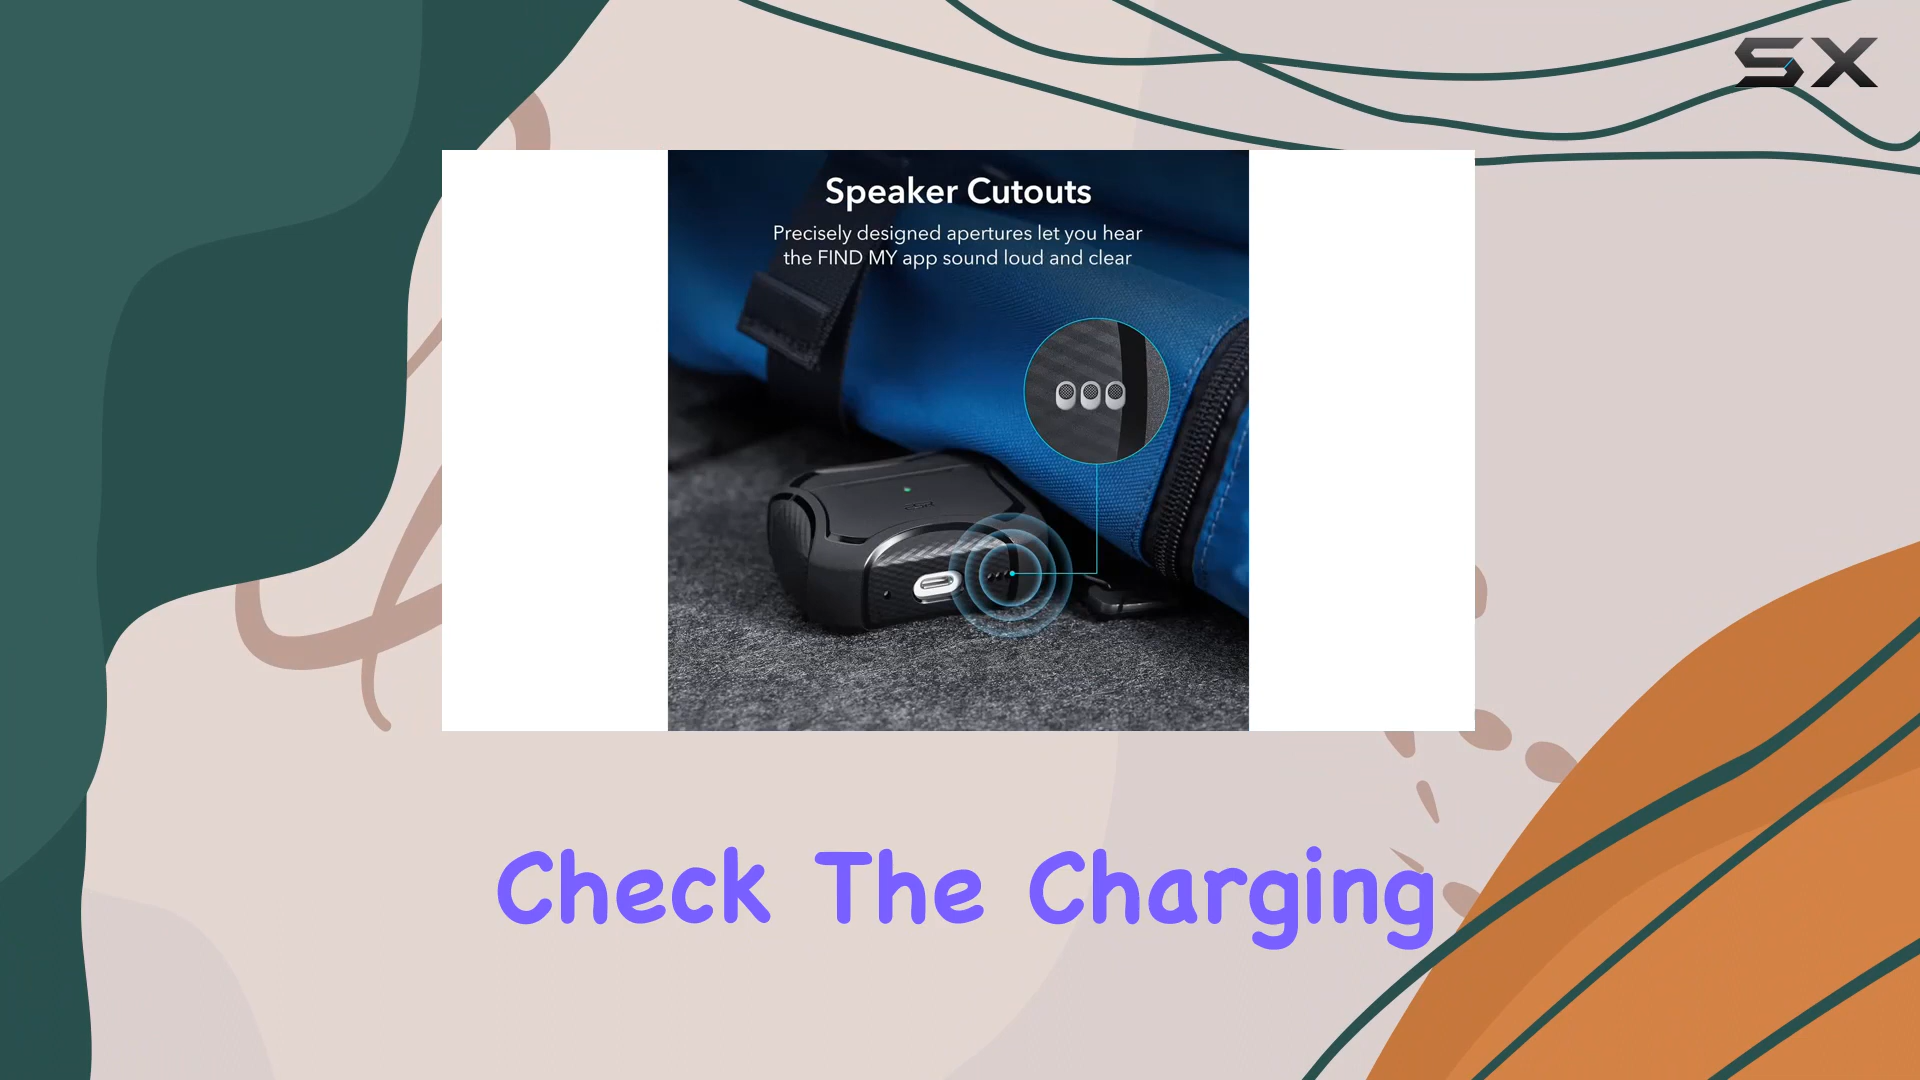 SX
Speaker Cutouts
Precisely designed apertures let you hear
the FIND MY app sound loud and clear
Check The Charging